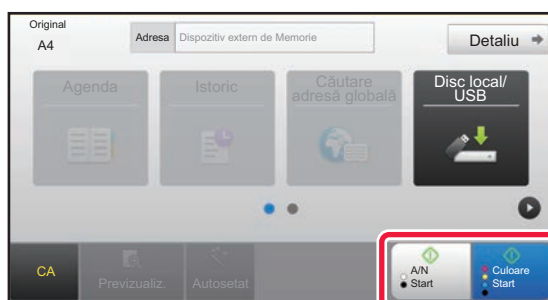 Original
A4
Adresa
Dispozitiv extern de Memorie
Detaliu
Agenda
Istoric
Căutare
adresă globală
Disc local/
USB
CA
Previzualiz.
Autosetat
A/N
Start
Culoare
Start